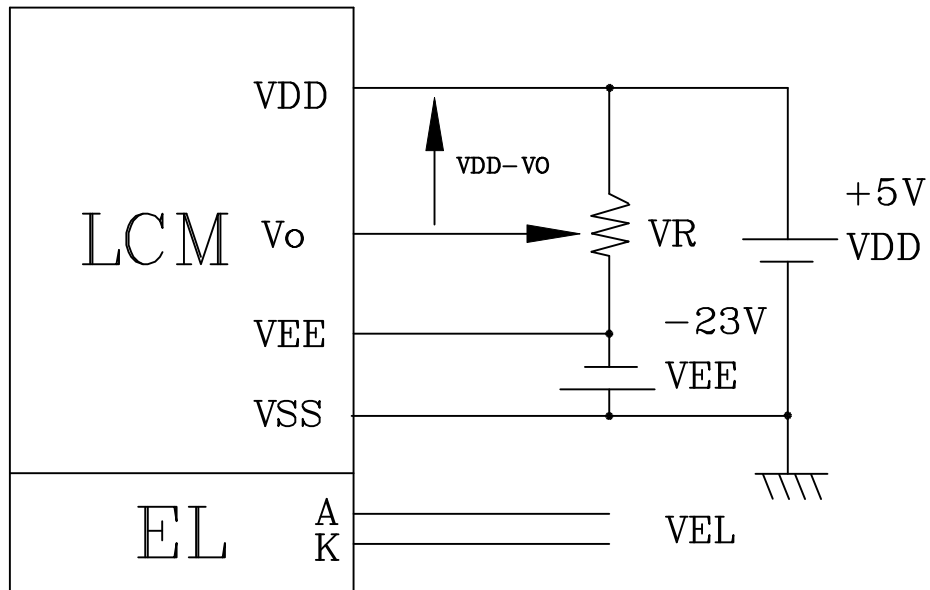 VDD
VDD-VO
+5V
LCM
Vo
VR
VDD
VEE
-23V
VEE
VSS
EL
A
K
VEL